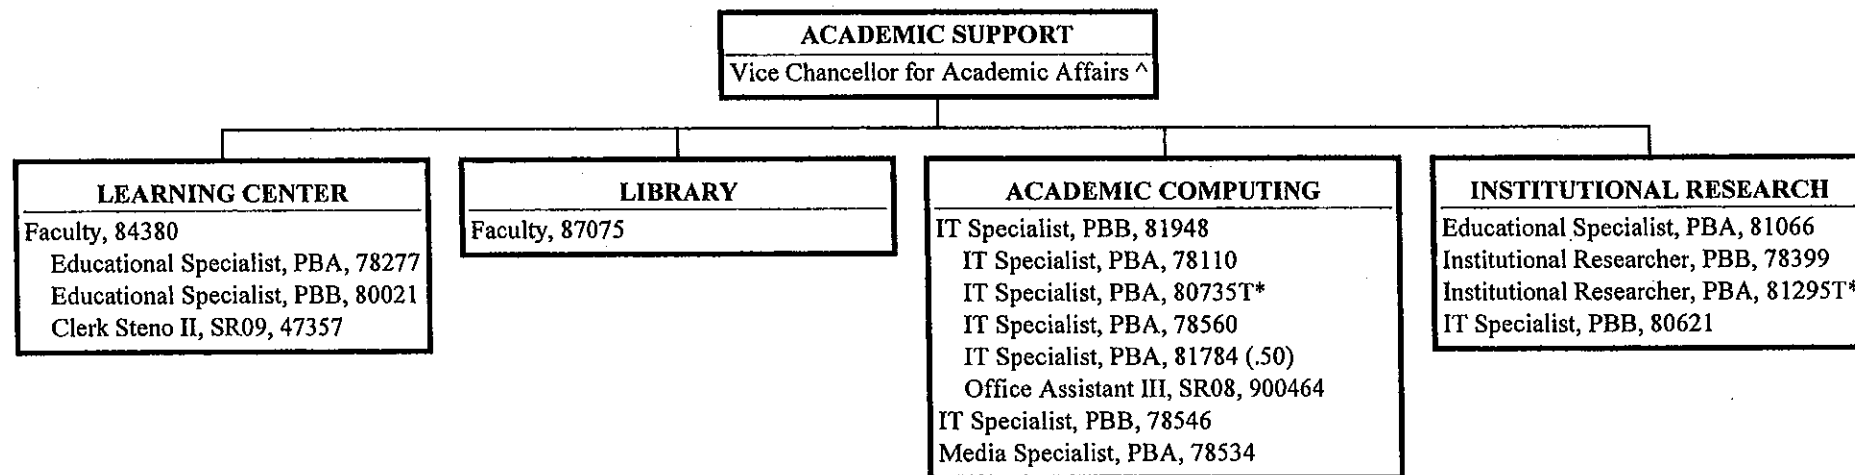 ACADEMIC SUPPORT
Vice Chancellor for Academic Affairs ^
LEARNING CENTER
Faculty, 84380
Educational Specialist, PBA, 78277
Educational Specialist, PBB, 80021
Clerk Steno II, SR09, 47357
LIBRARY
Faculty, 87075
ACADEMIC COMPUTING
IT Specialist, PBB, 81948
IT Specialist, PBA, 78110
IT Specialist, PBA, 80735T*
IT Specialist, PBA, 78560
IT Specialist, PBA, 81784 (.50)
Office Assistant III, SR08, 900464
IT Specialist, PBB, 78546
Media Specialist, PBA, 78534
INSTITUTIONAL RESEARCH
Educational Specialist, PBA, 81066
Institutional Researcher, PBB, 78399
Institutional Researcher, PBA, 81295T*
IT Specialist, PBB, 80621